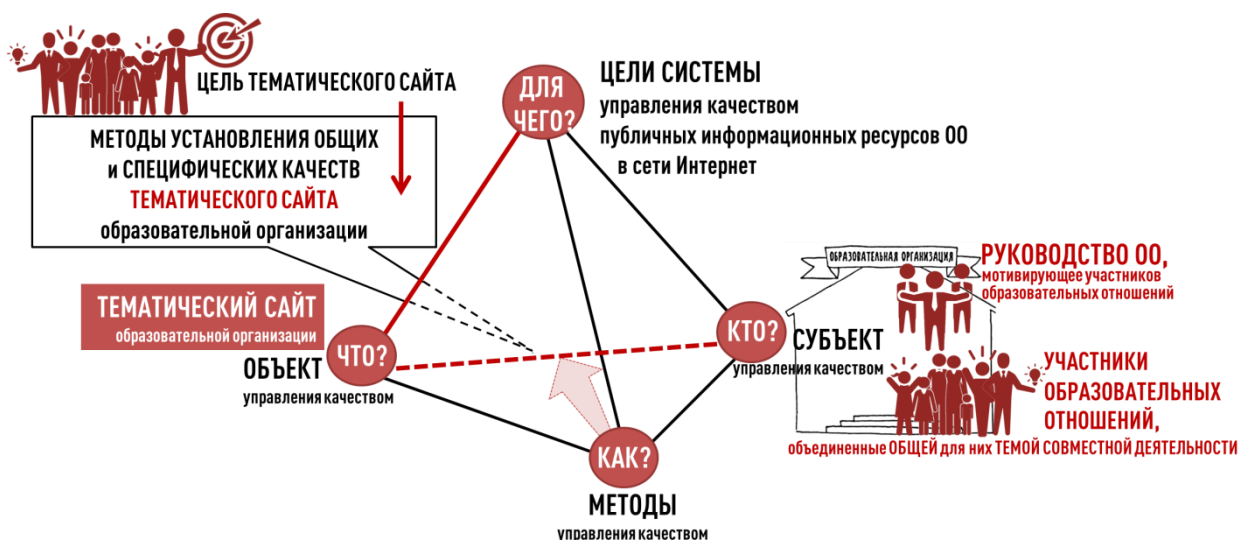 ЦЕЛЬ ТЕМАТИЧЕСКОГО САЙТА
МЕТОДЫ УСТАНОВЛЕНИЯ ОБЩИХ
и СПЕЦИФИЧЕСКИХ КАЧЕСТВ
ТЕМАТИЧЕСКОГО САЙТА
образовательной организации
ДЛЯ
ЧЕГО?
ЦЕЛИ СИСТЕМЫ
управления качеством
публичных информационных ресурсов ОО
в сети Интернет
ТЕМАТИЧЕСКИЙ САЙТ
образовательной организации
ЧТО?
ОБЪЕКТ
управления качеством
КТО?
СУБЪЕКТ
управления качеством
ОБРАЗОВАТЕЛЬНАЯ ОРГАНИЗАЦИЯ
РУКОВОДСТВО ОО,
мотивирующее участников
образовательных отношений
УЧАСТНИКИ
ОБРАЗОВАТЕЛЬНЫХ
ОТНОШЕНИЙ,
объединенные ОБЩЕЙ для них ТЕМОЙ СОВМЕСТНОЙ ДЕЯТЕЛЬНОСТИ
КАК?
МЕТОДЫ
управления качеством